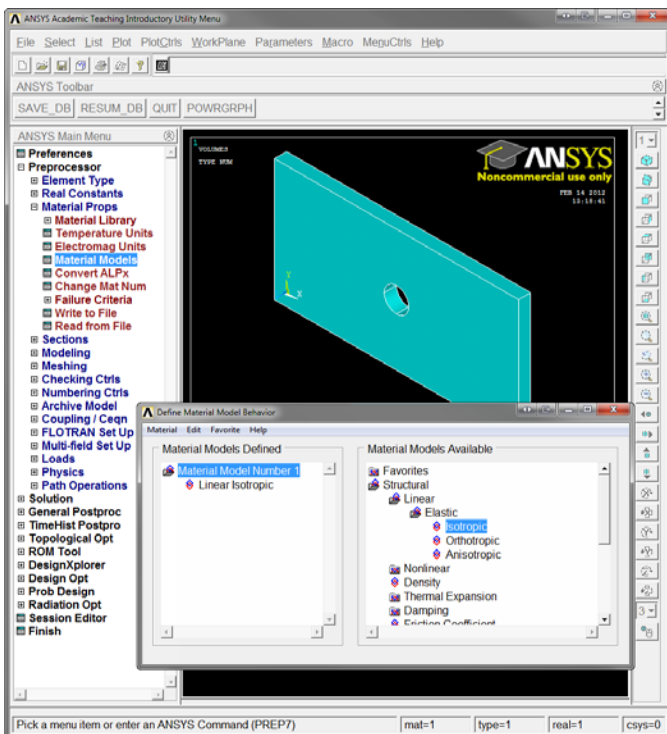 ANSYS Academic Teaching Introductory Utility Menu
File Select List Plot PlotCtrls WorkPlane Parameters Macro MenuCtrls Help
ANSYS Toolbar
SAVE_DB RESUM_DB QUIT POWRGRPH
ANSYS Main Menu
Preferences
Preprocessor
Element Type
Real Constants
Material Props
Material Library
Temperature Units
Electromag Units
Material Models
Convert ALPx
Change Mat Num
Failure Criteria
Write to File
Read from File
Sections
Modeling
Meshing
Checking Ctrls
Numbering Ctrls
Archive Model
Coupling / Ceqn
FLOTRAN Set Up
Multi-field Set Up
Loads
Physics
Path Operations
Solution
General Postproc
TimeHist Postpro
Topological Opt
ROM Tool
DesignXplorer
Design Opt
Prob Design
Radiation Opt
Session Editor
Finish
1
VOLUMES
TYPE NUM
ANSYS
Noncommercial use only
FEB 14 2012
13:18:41
Y
Z
X
1
3
Define Material Model Behavior
Material Edit Favorite Help
Material Models Defined
Material Model Number 1
Linear Isotropic
Material Models Available
Favorites
Structural
Linear
Elastic
Isotropic
Orthotropic
Anisotropic
Nonlinear
Density
Thermal Expansion
Damping
Friction Coefficient
Pick a menu item or enter an ANSYS Command (PREP7)
mat=1
type=1
real=1
csys=0